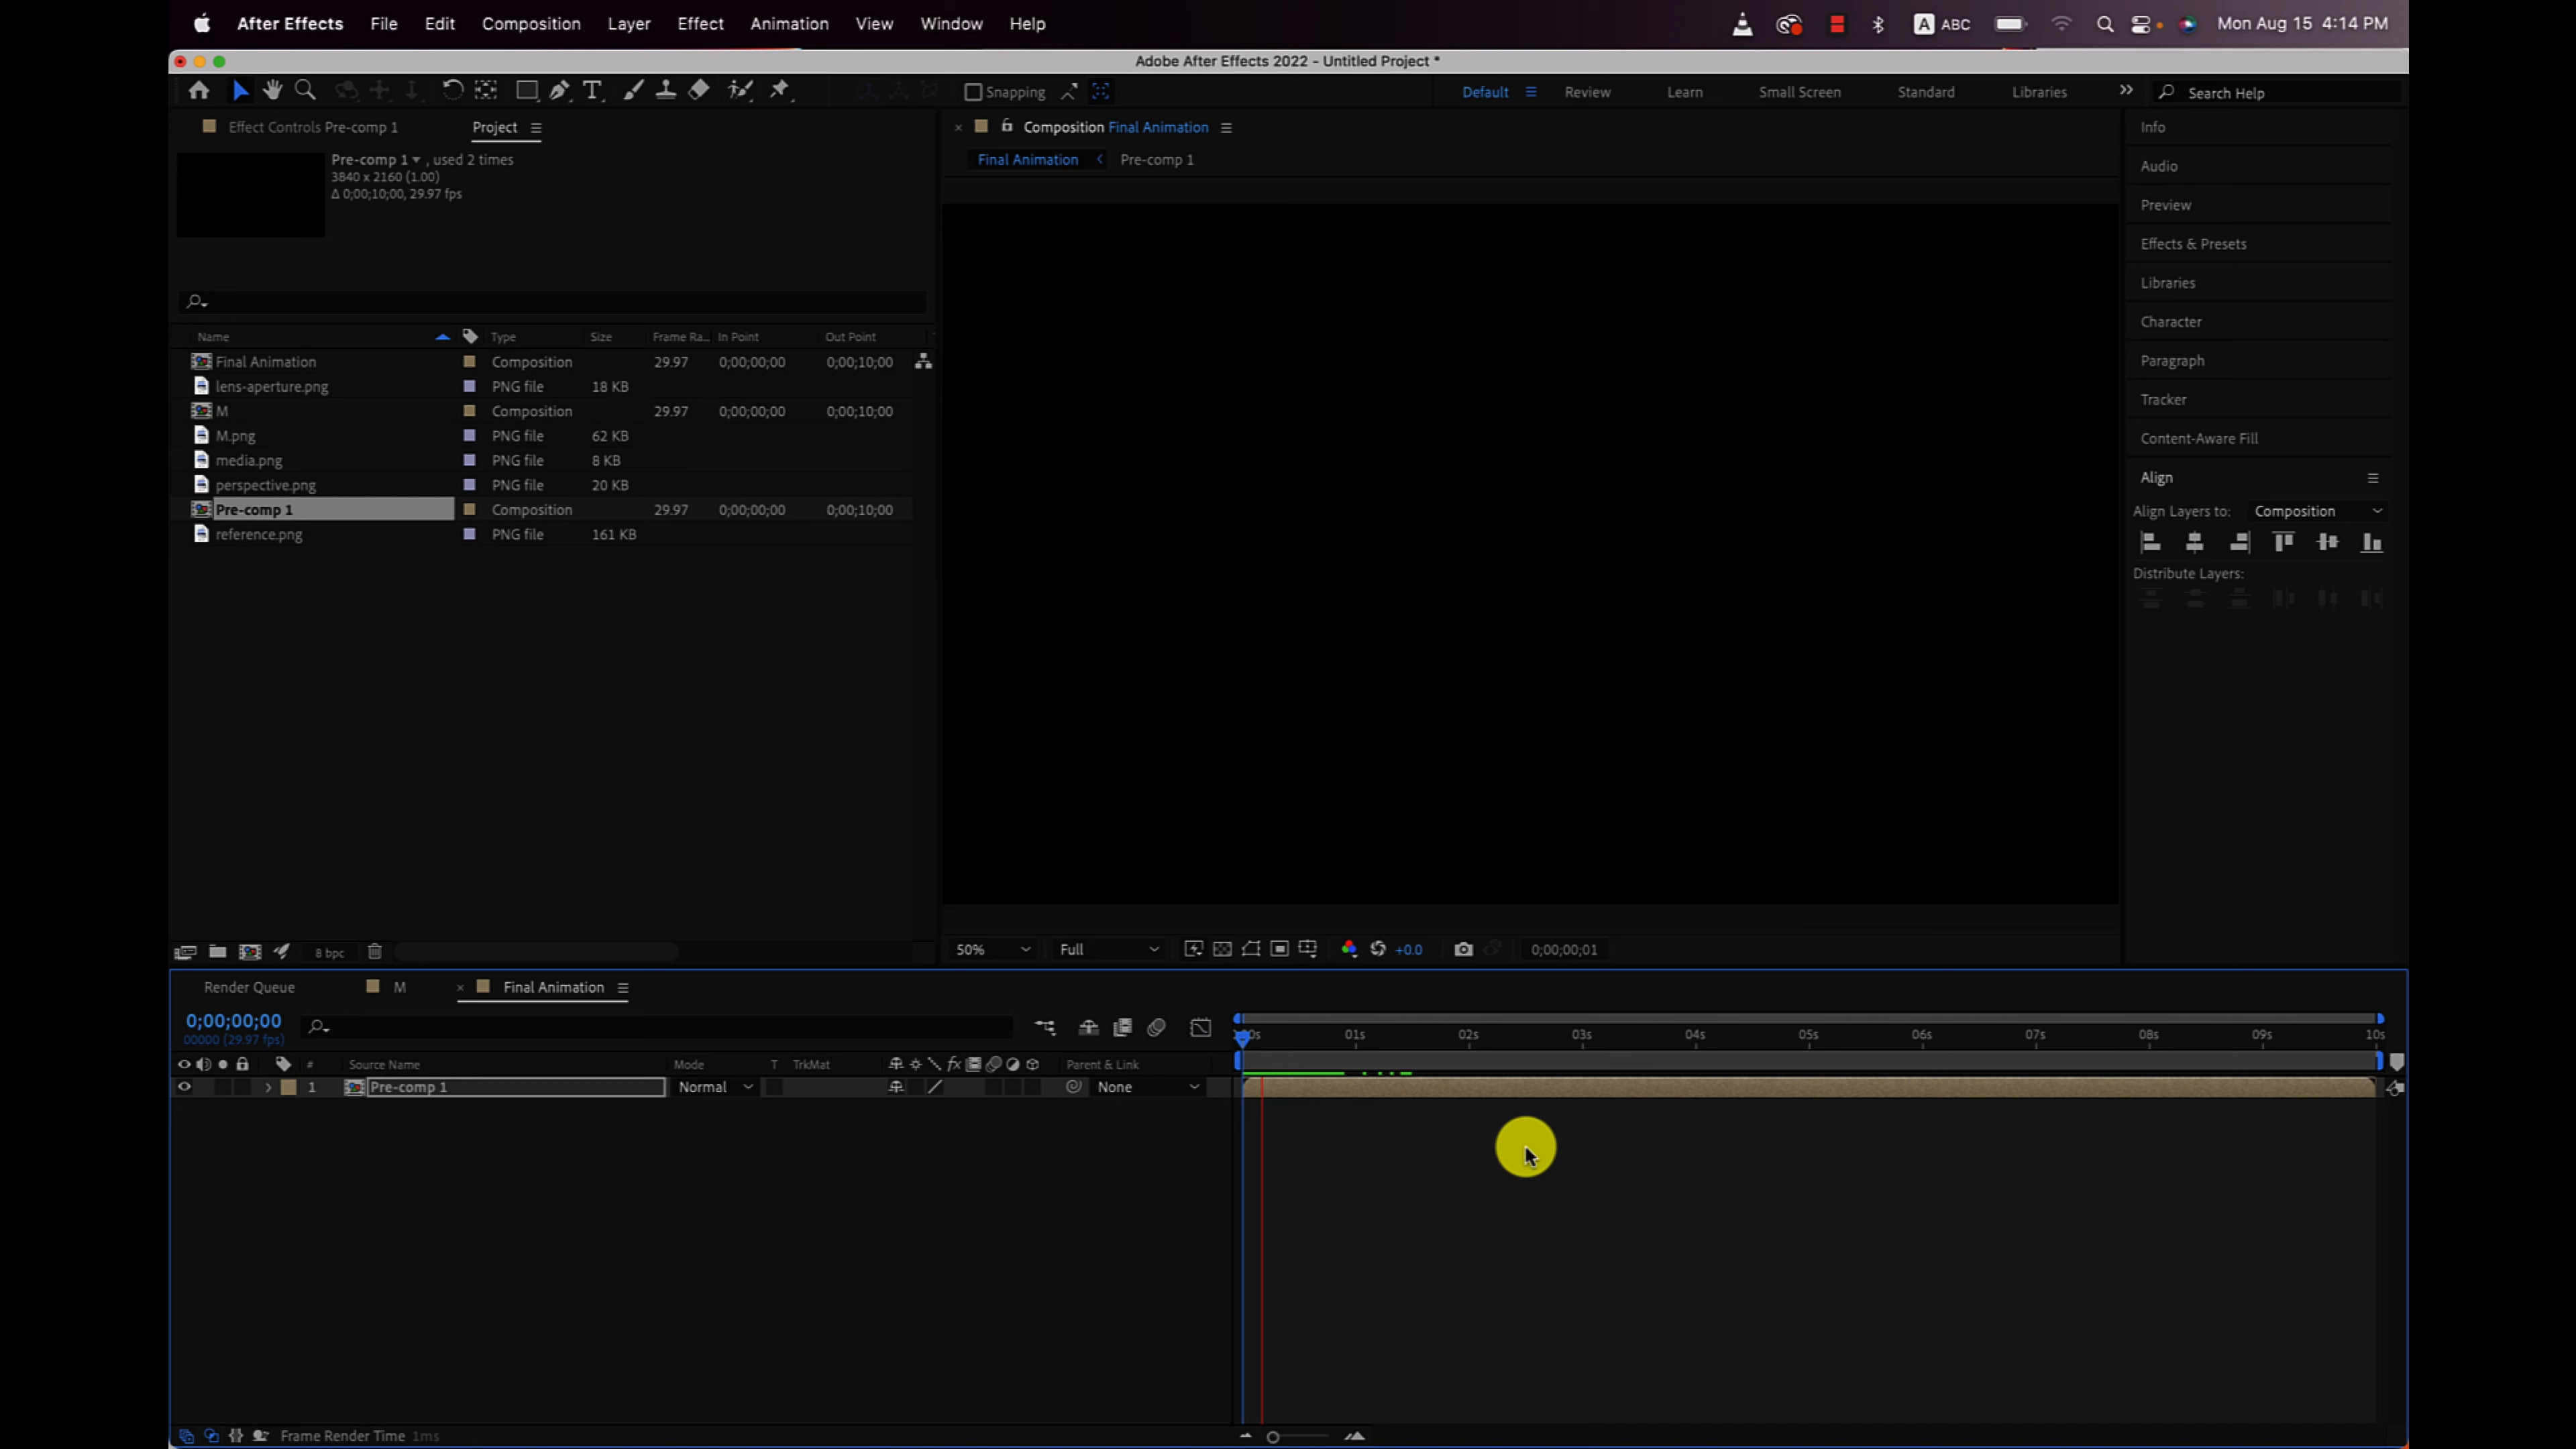 After Effects File Edit Composition Layer Effect Animation View Window Help ABC Mon Aug 15 4:14 PM
Adobe After Effects 2022 - Untitled Project *
Snapping Default Review Learn Small Screen Standard Libraries Search Help
Effect Controls Pre-comp 1 Project
Pre-comp 1 , used 2 times
3840 x 2160 (1.00)
Δ 0;00;10;00, 29.97 fps
Name Type Size Frame Ra... In Point Out Point
Final Animation Composition 29.97 0;00;00;00 0;00;10;00
lens-aperture.png PNG file 18 KB
M Composition 29.97 0;00;00;00 0;00;10;00
M.png PNG file 62 KB
media.png PNG file 8 KB
perspective.png PNG file 20 KB
Pre-comp 1 Composition 29.97 0;00;00;00 0;00;10;00
reference.png PNG file 161 KB
8 bpc
Composition Final Animation
Final Animation Pre-comp 1
50% Full +0.0 0;00;00;01
Info
Audio
Preview
Effects & Presets
Libraries
Character
Paragraph
Tracker
Content-Aware Fill
Align
Align Layers to: Composition
Distribute Layers:
Render Queue M Final Animation
0;00;00;00
00000 (29.97 fps)
01s 02s 03s 04s 05s 06s 07s 08s 09s 10s
# Source Name Mode T TrkMat fx Parent & Link
1 Pre-comp 1 Normal None
Frame Render Time 1ms